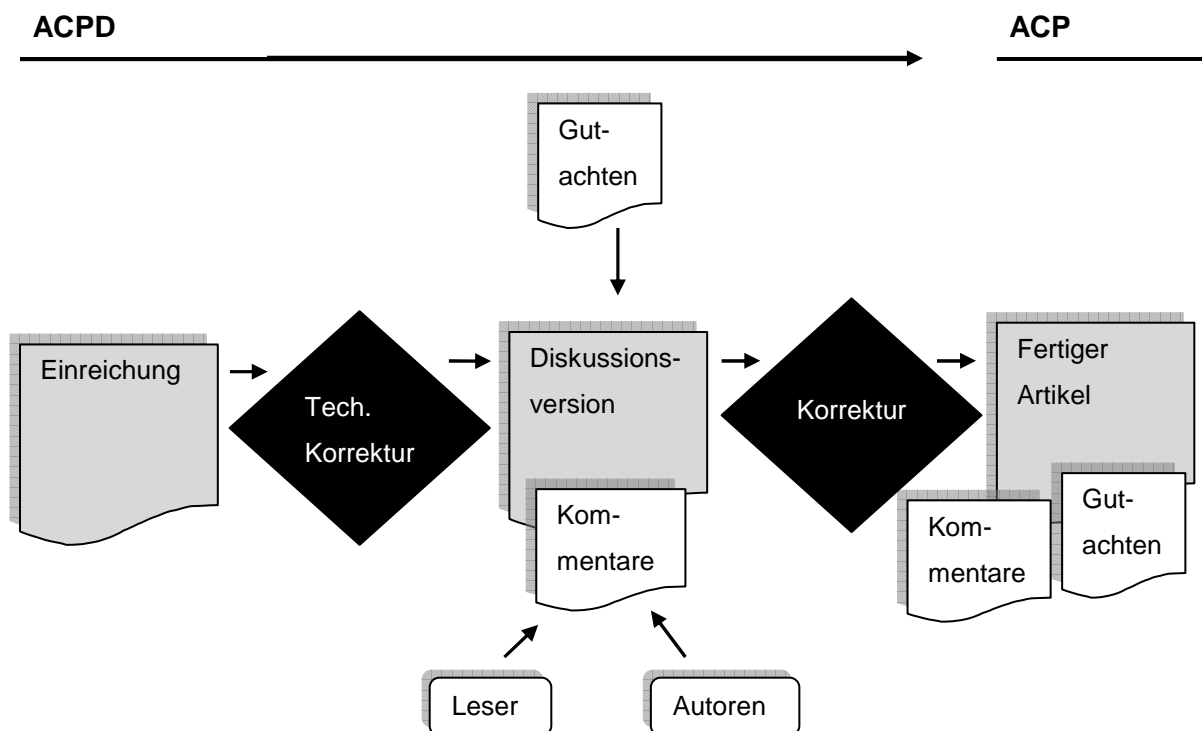 ACPD
ACP
Gut-
achten
Einreichung
Tech.
Korrektur
Diskussions-
version
Kom-
mentare
Korrektur
Fertiger
Artikel
Kom-
mentare
Gut-
achten
Leser
Autoren